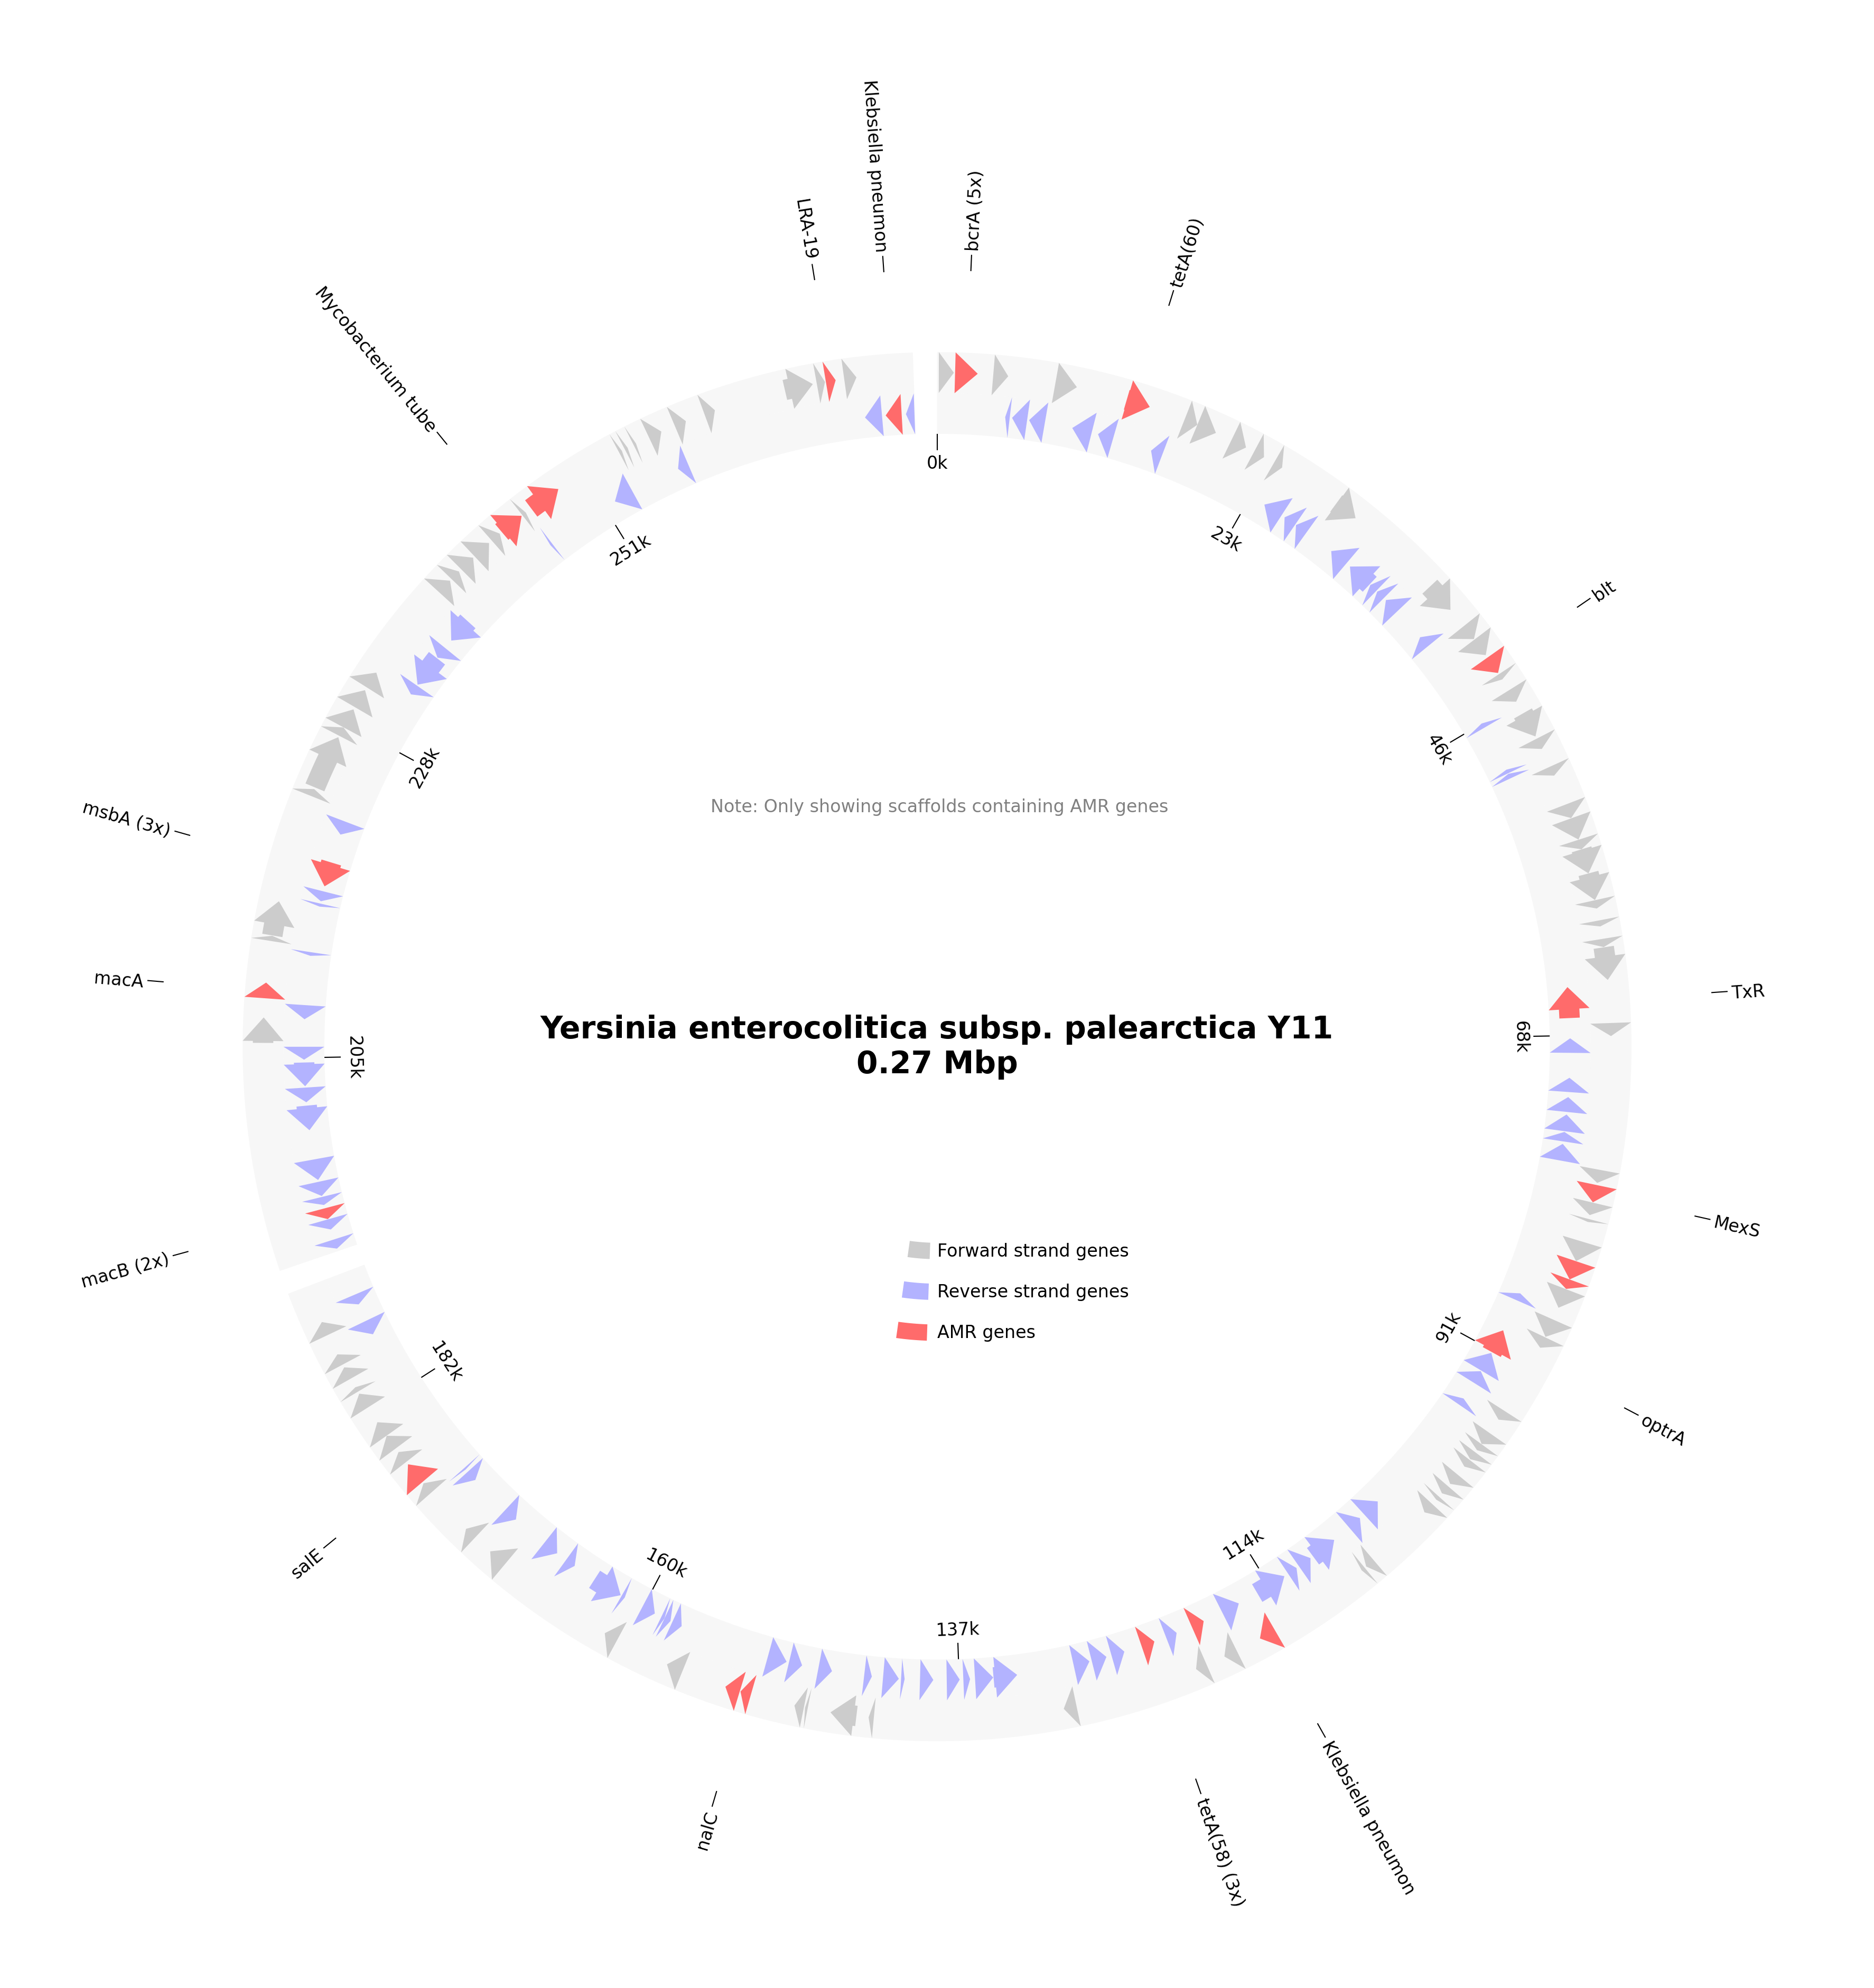 Klebsiella pneumon
bcrA (5x)
LRA-19
tetA(60)
Mycobacterium tube
0k
23k
251k
blt
46k
228k
msbA (3x)
Note: Only showing scaffolds containing AMR genes
macA
TxR
Yersinia enterocolitica subsp. palearctica Y11
0.27 Mbp
68k
205k
MexS
macB (2x)
Forward strand genes
Reverse strand genes
AMR genes
91k
182k
optrA
salE
114k
160k
137k
nalC
Klebsiella pneumon
tetA(58) (3x)